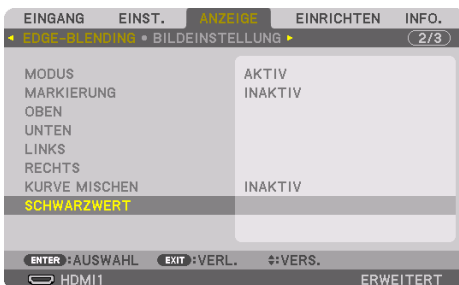 EINGANG EINST. ANZEIGE EINRICHTEN INFO.
EDGE-BLENDING • BILDEINSTELLUNG 2/3
MODUS AKTIV
MARKIERUNG INAKTIV
OBEN
UNTEN
LINKS
RECHTS
KURVE MISCHEN INAKTIV
SCHWARZWERT
ENTER :AUSWAHL EXIT :VERL. :VERS.
HDMI1 ERWEITERT